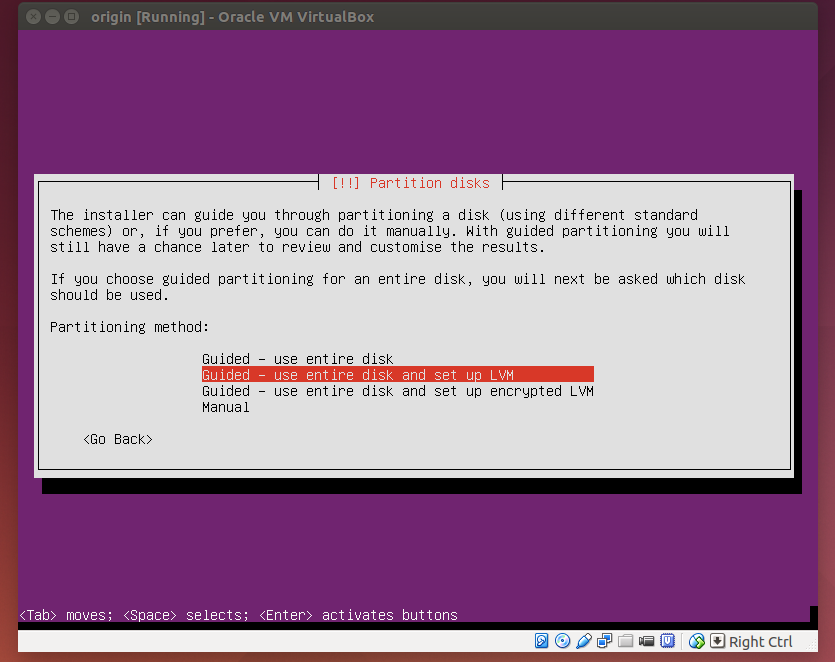 origin [Running] - Oracle VM VirtualBox
[!!] Partition disks
The installer can guide you through partitioning a disk (using different standard
schemes) or, if you prefer, you can do it manually. With guided partitioning you will
still have a chance later to review and customise the results.
If you choose guided partitioning for an entire disk, you will next be asked which disk
should be used.
Partitioning method:
Guided - use entire disk
Guided - use entire disk and set up LVM
Guided - use entire disk and set up encrypted LVM
Manual
<Go Back>
<Tab> moves; <Space> selects; <Enter> activates buttons
Right Ctrl